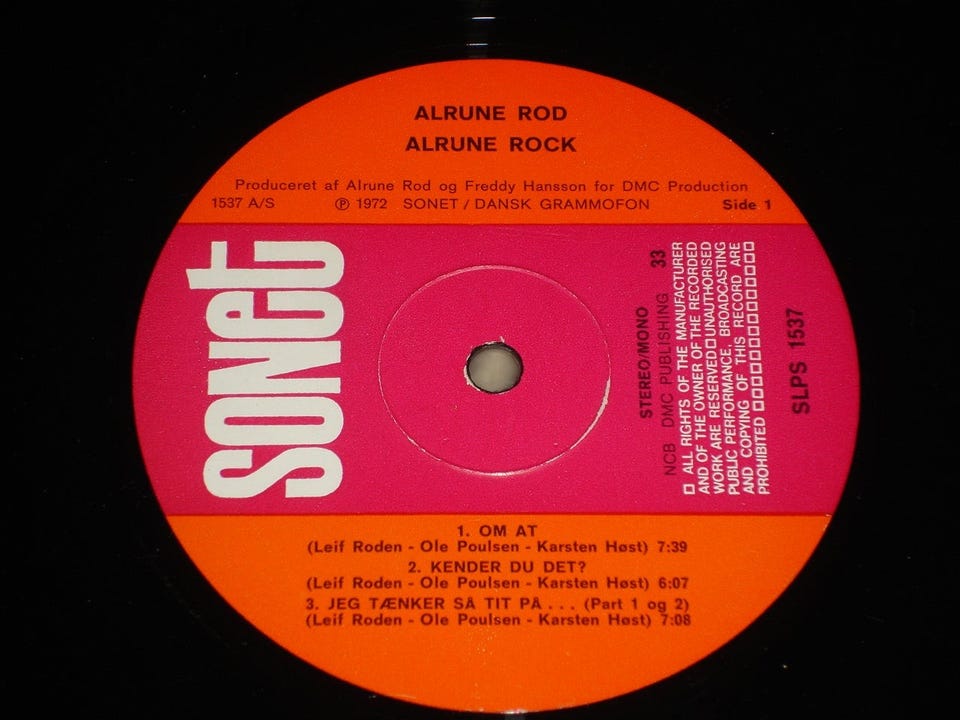 ALRUNE ROD
ALRUNE ROCK
Produceret af Alrune Rod og Freddy Hansson for DMC Production
1537 A/S ℗ 1972 SONET / DANSK GRAMMOFON Side 1
SONET
STEREO/MONO 33
NCB DMC PUBLISHING
□ ALL RIGHTS OF THE MANUFACTURER
AND OF THE OWNER OF THE RECORDED
WORK ARE RESERVED □ UNAUTHORISED
PUBLIC PERFORMANCE, BROADCASTING
AND COPYING OF THIS RECORD ARE
PROHIBITED □□□□□□□□□□□□□□
SLPS 1537
1. OM AT
(Leif Roden - Ole Poulsen - Karsten Høst) 7:39
2. KENDER DU DET?
(Leif Roden - Ole Poulsen - Karsten Høst) 6:07
3. JEG TÆNKER SÅ TIT PÅ . . . (Part 1 og 2)
(Leif Roden - Ole Poulsen - Karsten Høst) 7:08